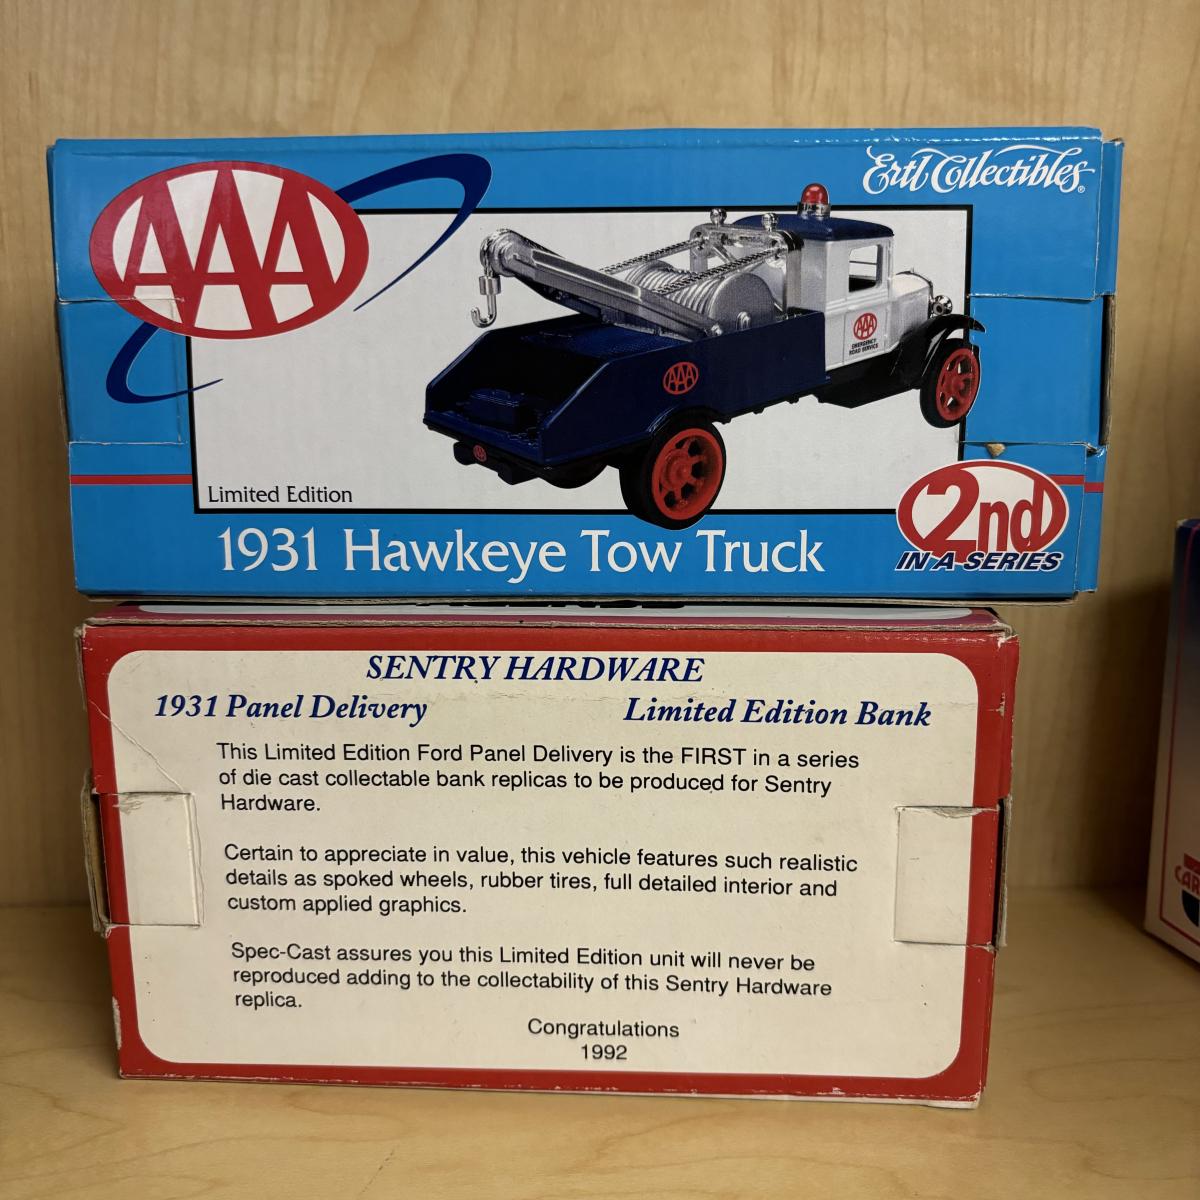 AAA
Ertl Collectibles®
AAA
EMERGENCY
ROAD SERVICE
AAA
AAA
Limited Edition
1931 Hawkeye Tow Truck
2nd
IN A SERIES
SENTRY HARDWARE
1931 Panel Delivery
Limited Edition Bank
This Limited Edition Ford Panel Delivery is the FIRST in a series
of die cast collectable bank replicas to be produced for Sentry
Hardware.
Certain to appreciate in value, this vehicle features such realistic
details as spoked wheels, rubber tires, full detailed interior and
custom applied graphics.
Spec-Cast assures you this Limited Edition unit will never be
reproduced adding to the collectability of this Sentry Hardware
replica.
Congratulations
1992